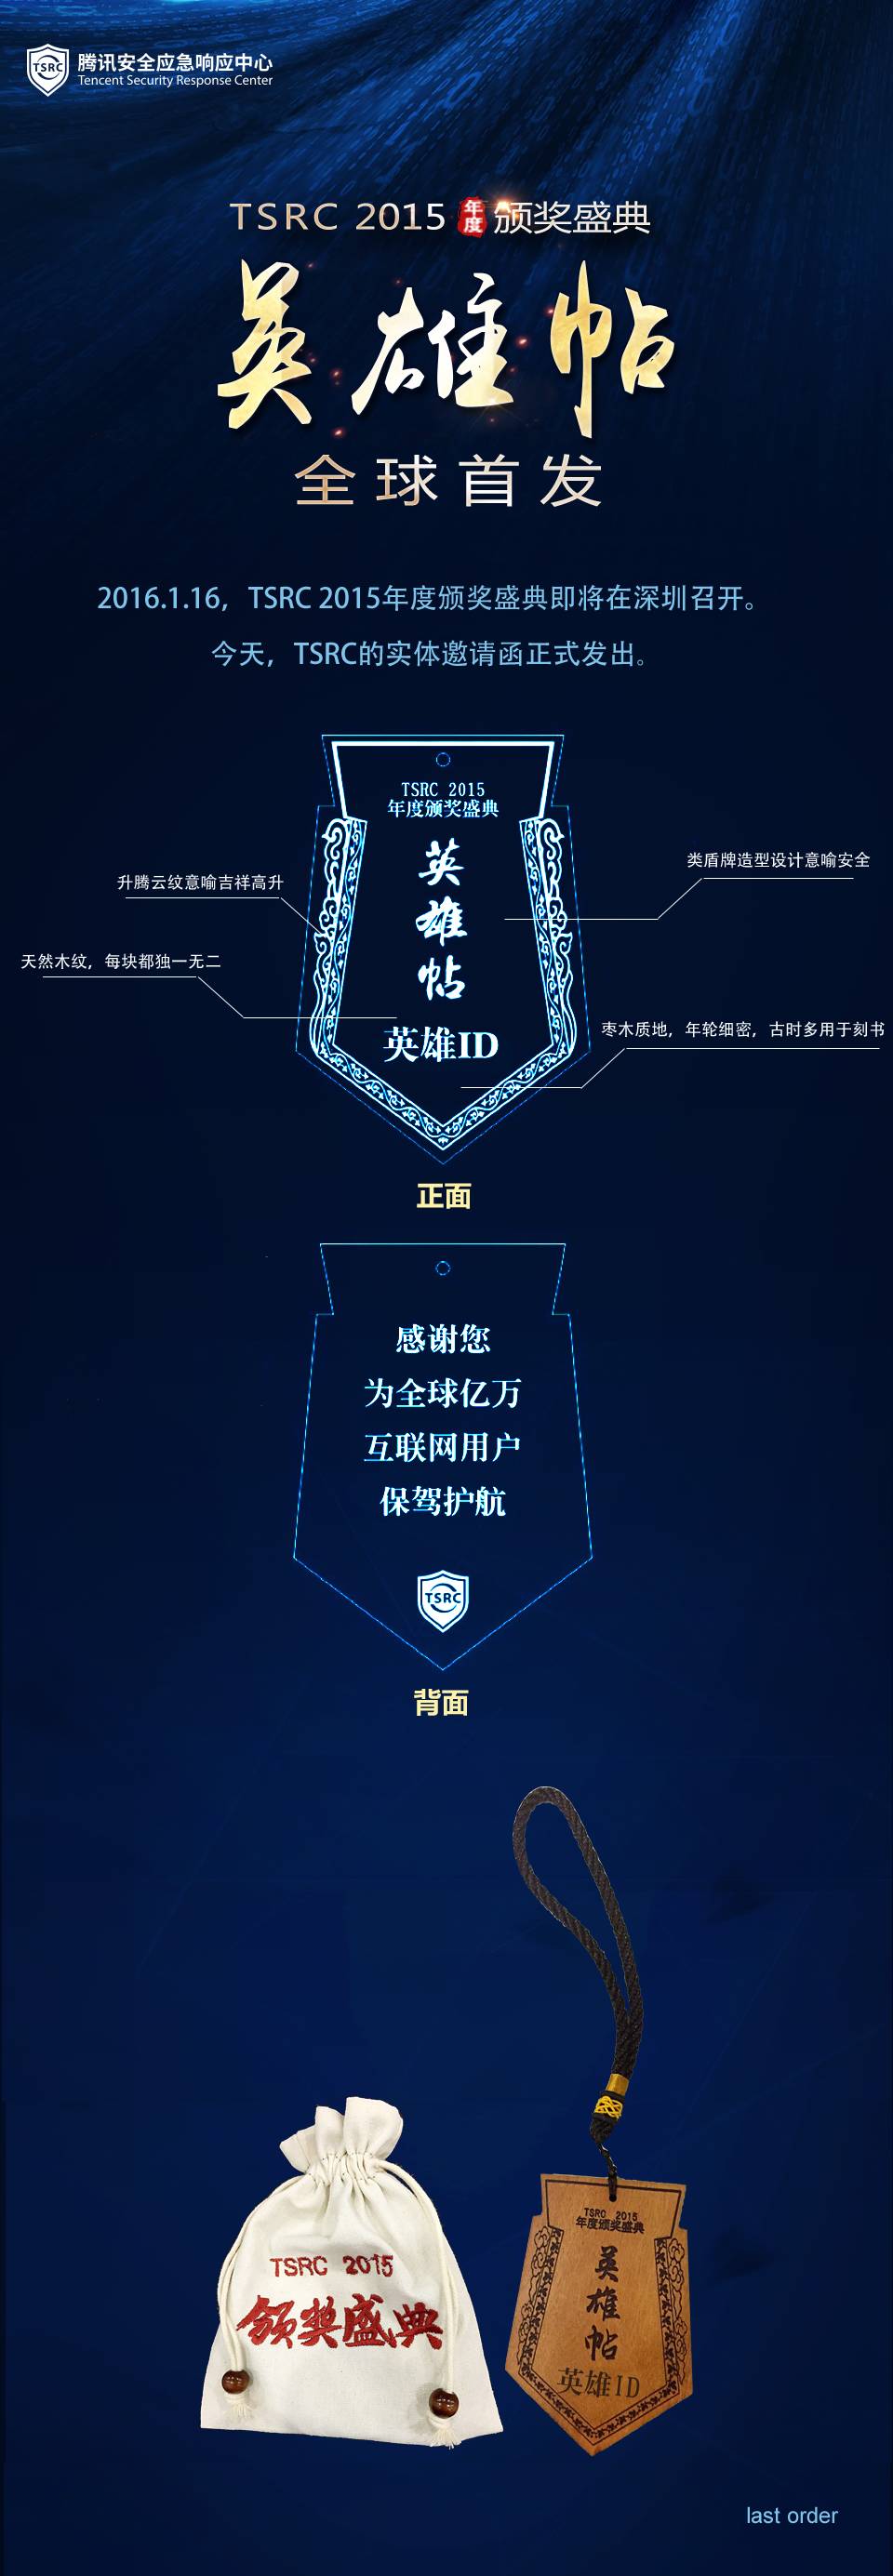 TSRC
腾讯安全应急响应中心
Tencent Security Response Center
TSRC 2015 年度 颁奖盛典
英雄帖
全球首发
2016.1.16，TSRC 2015年度颁奖盛典即将在深圳召开。
今天，TSRC的实体邀请函正式发出。
TSRC 2015
年度颁奖盛典
英
雄
帖
英雄ID
类盾牌造型设计意喻安全
升腾云纹意喻吉祥高升
天然木纹，每块都独一无二
枣木质地，年轮细密，古时多用于刻书
正面
感谢您
为全球亿万
互联网用户
保驾护航
TSRC
背面
TSRC 2015
颁奖盛典
TSRC 2015
年度颁奖盛典
英
雄
帖
英雄ID
last order